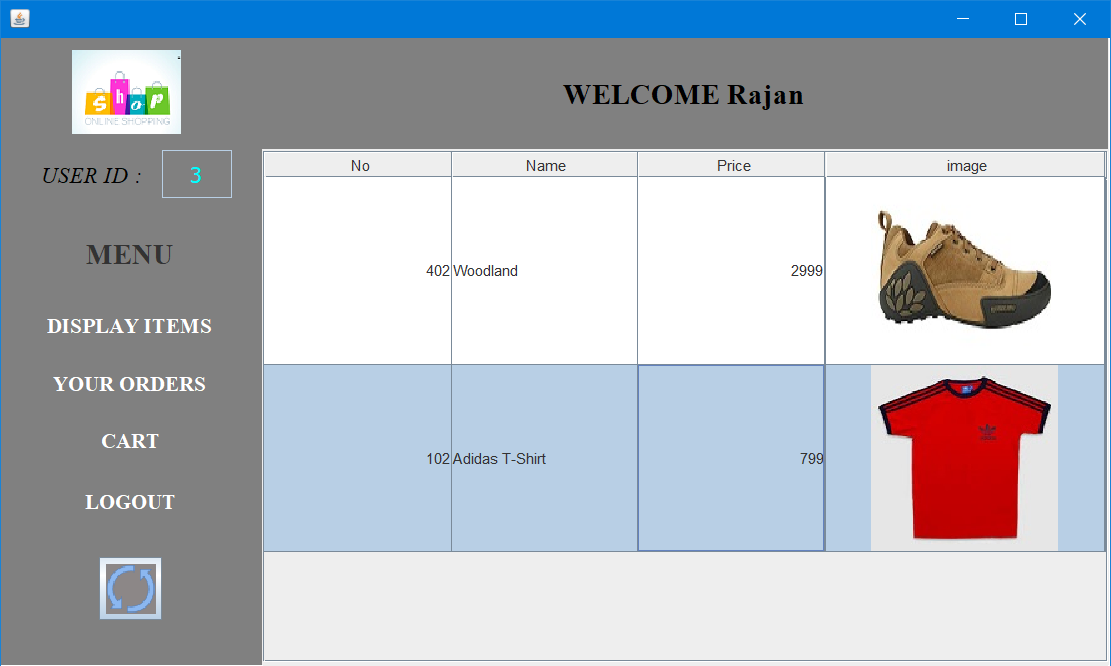 shop
ONLINE SHOPPING
WELCOME Rajan
USER ID : 3
MENU
DISPLAY ITEMS
YOUR ORDERS
CART
LOGOUT
No Name Price image
402 Woodland 2999
102 Adidas T-Shirt 799